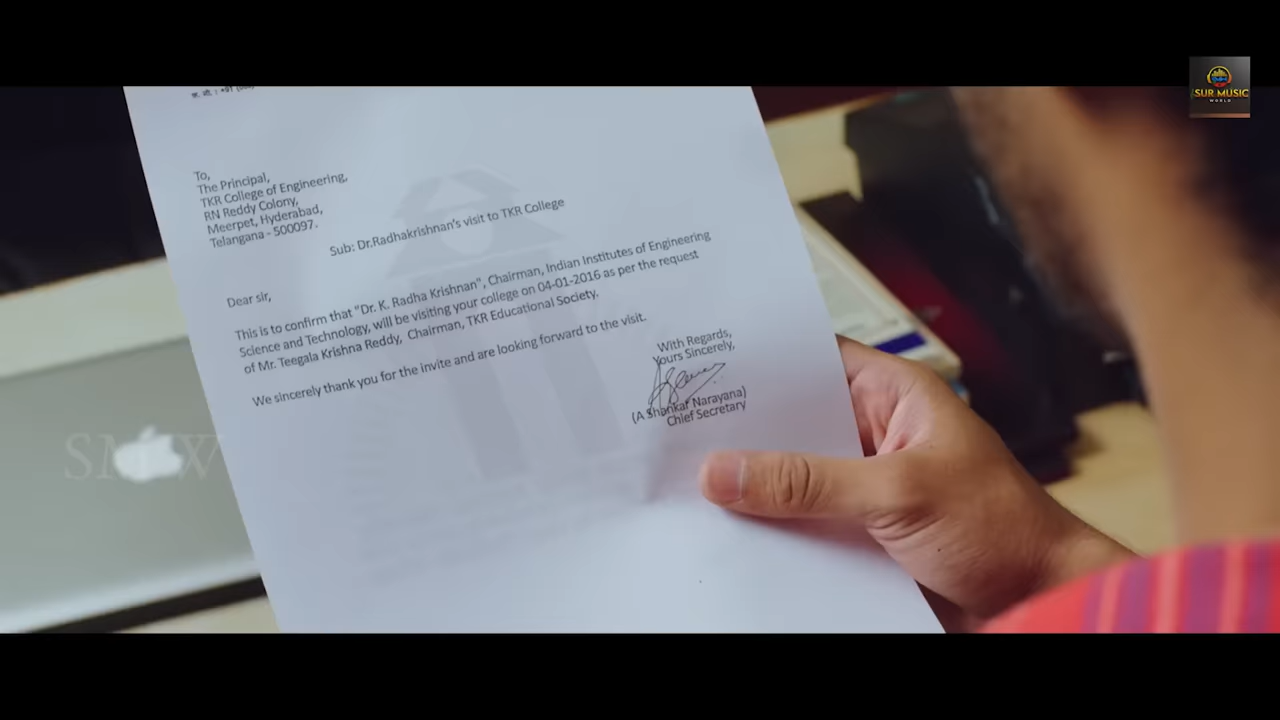 SUR MUSIC
WORLD
To,
The Principal,
TKR College of Engineering,
RN Reddy Colony,
Meerpet, Hyderabad,
Telangana - 500097.
Sub: Dr.Radhakrishnan's visit to TKR College
Dear sir,
This is to confirm that "Dr. K. Radha Krishnan", Chairman, Indian Institutes of Engineering
Science and Technology, will be visiting your college on 04-01-2016 as per the request
of Mr. Teegala Krishna Reddy, Chairman, TKR Educational Society.
We sincerely thank you for the invite and are looking forward to the visit.
With Regards,
Yours Sincerely,
(A Shankar Narayana)
Chief Secretary